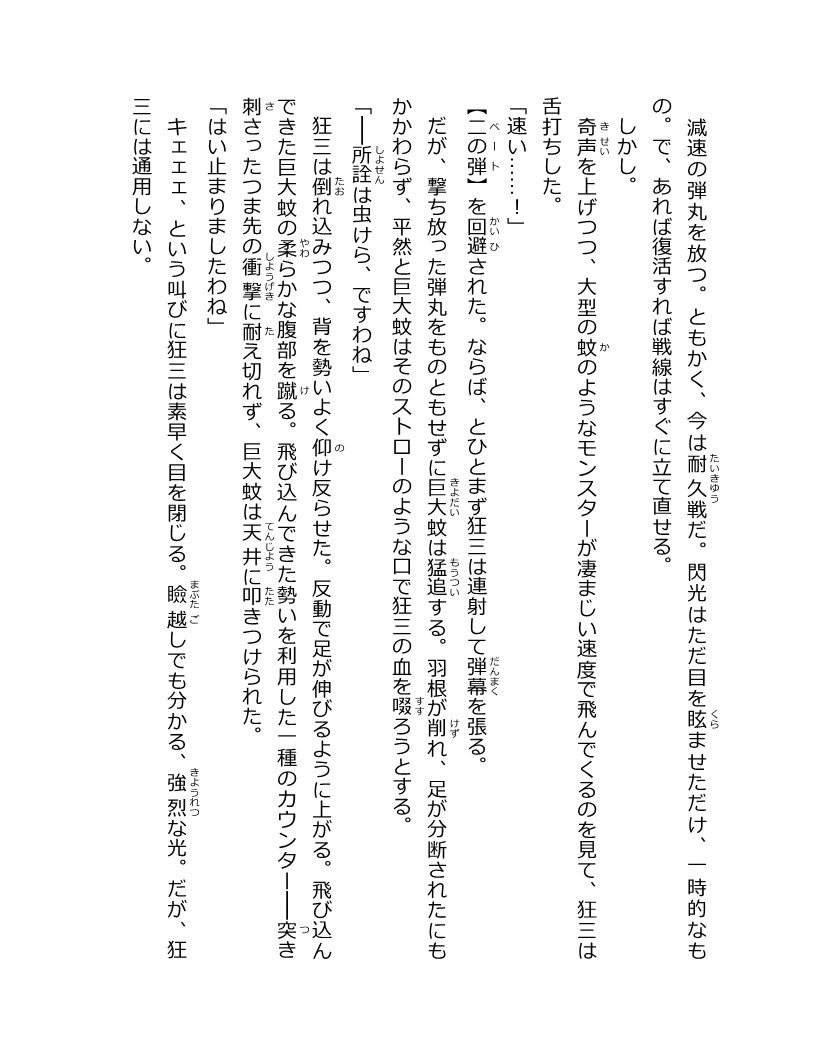 減速の弾丸を放つ。ともかく、今は耐久戦だ。閃光はただ目を眩ませただけ、一時的なも
の。で、あれば復活すれば戦線はすぐに立て直せる。
しかし。
奇声を上げつつ、大型の蚊のようなモンスターが凄まじい速度で飛んでくるのを見て、狂三は
舌打ちした。
「速い……！」
【二の弾】を回避された。ならば、とひとまず狂三は連射して弾幕を張る。
だが、撃ち放った弾丸をものともせずに巨大蚊は猛追する。羽根が削れ、足が分断されたにも
かかわらず、平然と巨大蚊はそのストローのような口で狂三の血を啜ろうとする。
「――所詮は虫けら、ですわね」
狂三は倒れ込みつつ、背を勢いよく仰け反らせた。反動で足が伸びるように上がる。飛び込ん
できた巨大蚊の柔らかな腹部を蹴る。飛び込んできた勢いを利用した一種のカウンター――突き
刺さったつま先の衝撃に耐え切れず、巨大蚊は天井に叩きつけられた。
「はい止まりましたわね」
キェェェ、という叫びに狂三は素早く目を閉じる。瞼越しでも分かる、強烈な光。だが、狂
三には通用しない。